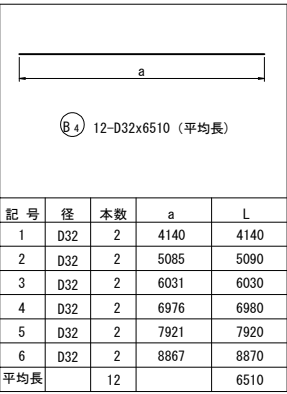 a
B4 12-D32x6510（平均長）
記 号 径 本数 a L
1 D32 2 4140 4140
2 D32 2 5085 5090
3 D32 2 6031 6030
4 D32 2 6976 6980
5 D32 2 7921 7920
6 D32 2 8867 8870
平均長 12 6510